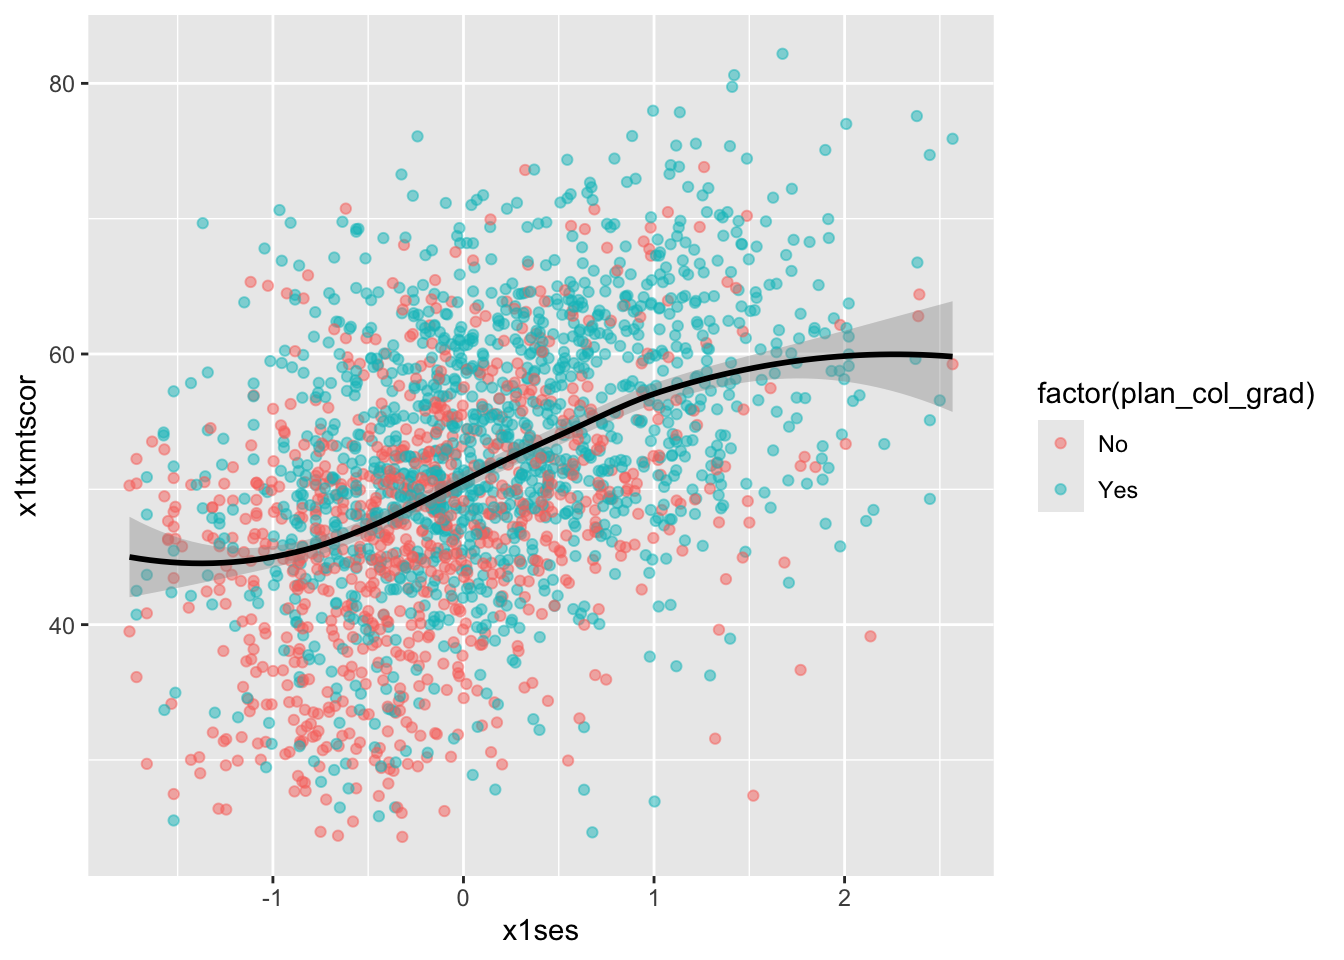 80
60
40
x1txmtscor
-1
0
1
2
x1ses
factor(plan_col_grad)
No
Yes